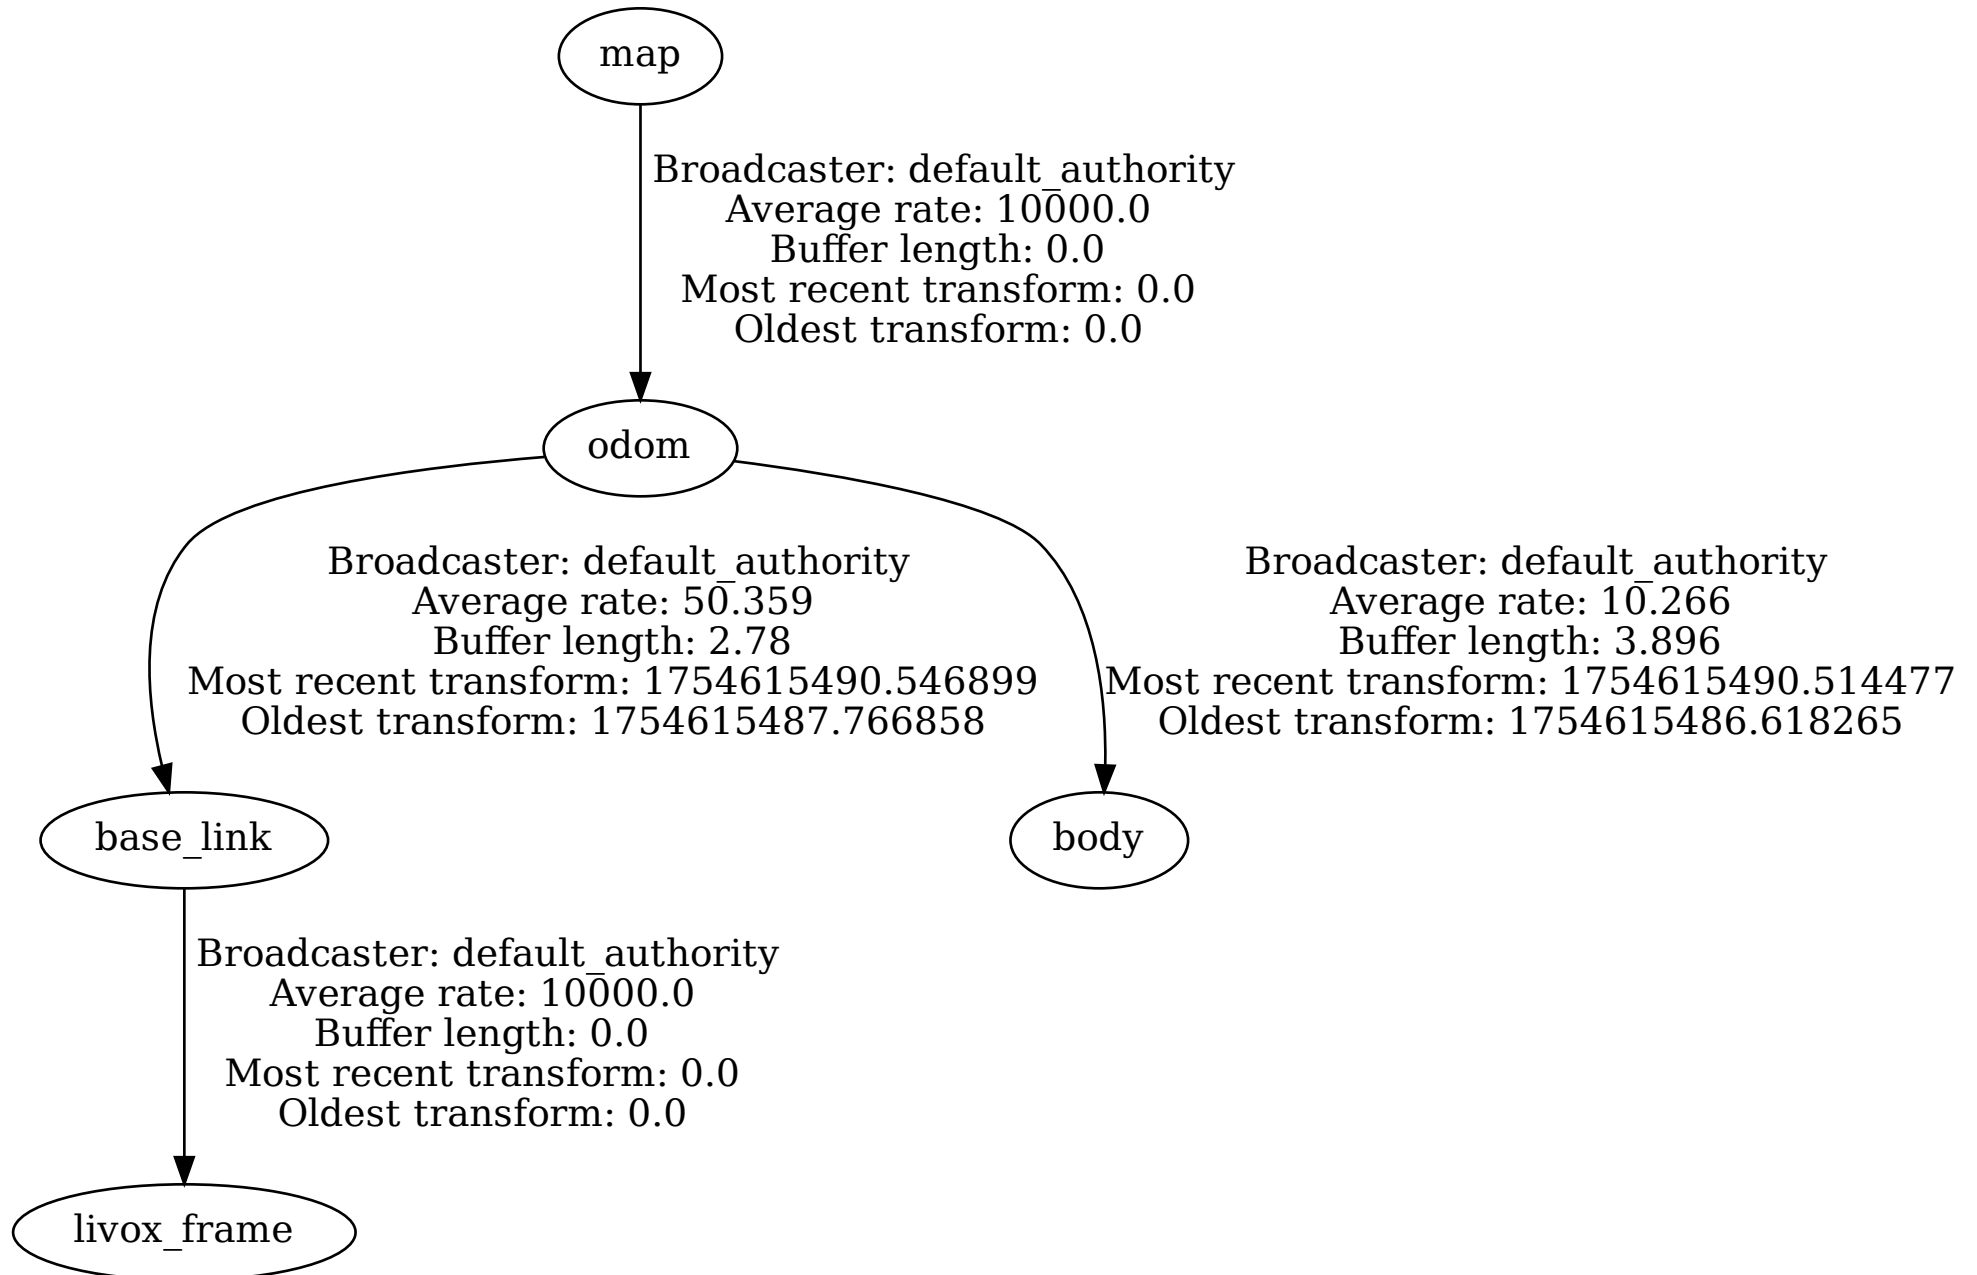 map
Broadcaster: default_authority
Average rate: 10000.0
Buffer length: 0.0
Most recent transform: 0.0
Oldest transform: 0.0
odom
Broadcaster: default_authority
Average rate: 50.359
Buffer length: 2.78
Most recent transform: 1754615490.546899
Oldest transform: 1754615487.766858
Broadcaster: default_authority
Average rate: 10.266
Buffer length: 3.896
Most recent transform: 1754615490.514477
Oldest transform: 1754615486.618265
base_link
body
Broadcaster: default_authority
Average rate: 10000.0
Buffer length: 0.0
Most recent transform: 0.0
Oldest transform: 0.0
livox_frame